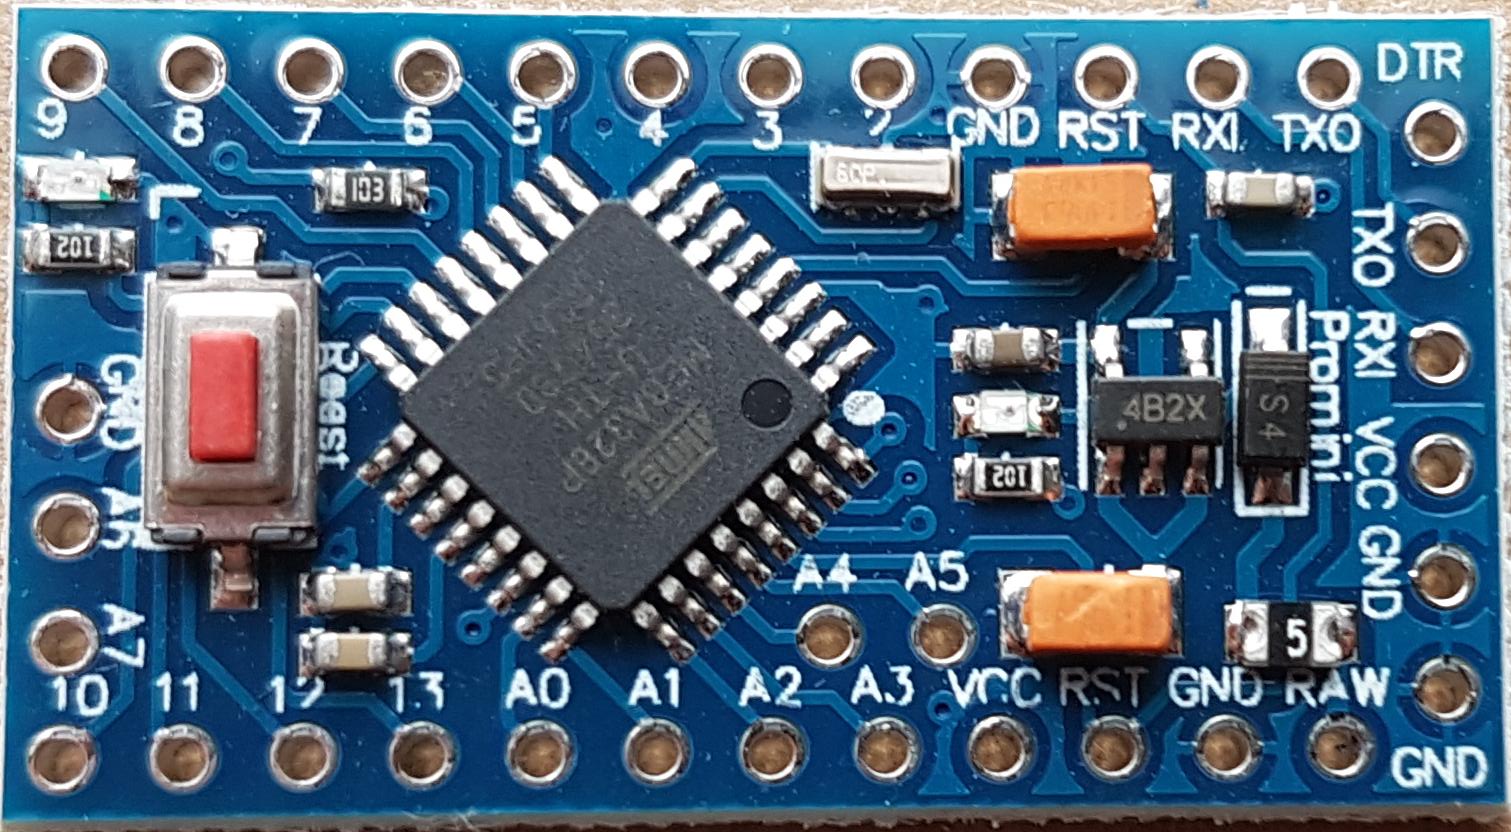 DTR
9 8 7 6 5 4 3 2 GND RST RXI TXO
103
102
TXO
RXI
VCC
GND
Reest
GND
A6
A7
ATMEL
4B2X
S4
Promini
102
A4 A5
5
10 11 12 13 A0 A1 A2 A3 VCC RST GND RAW
GND